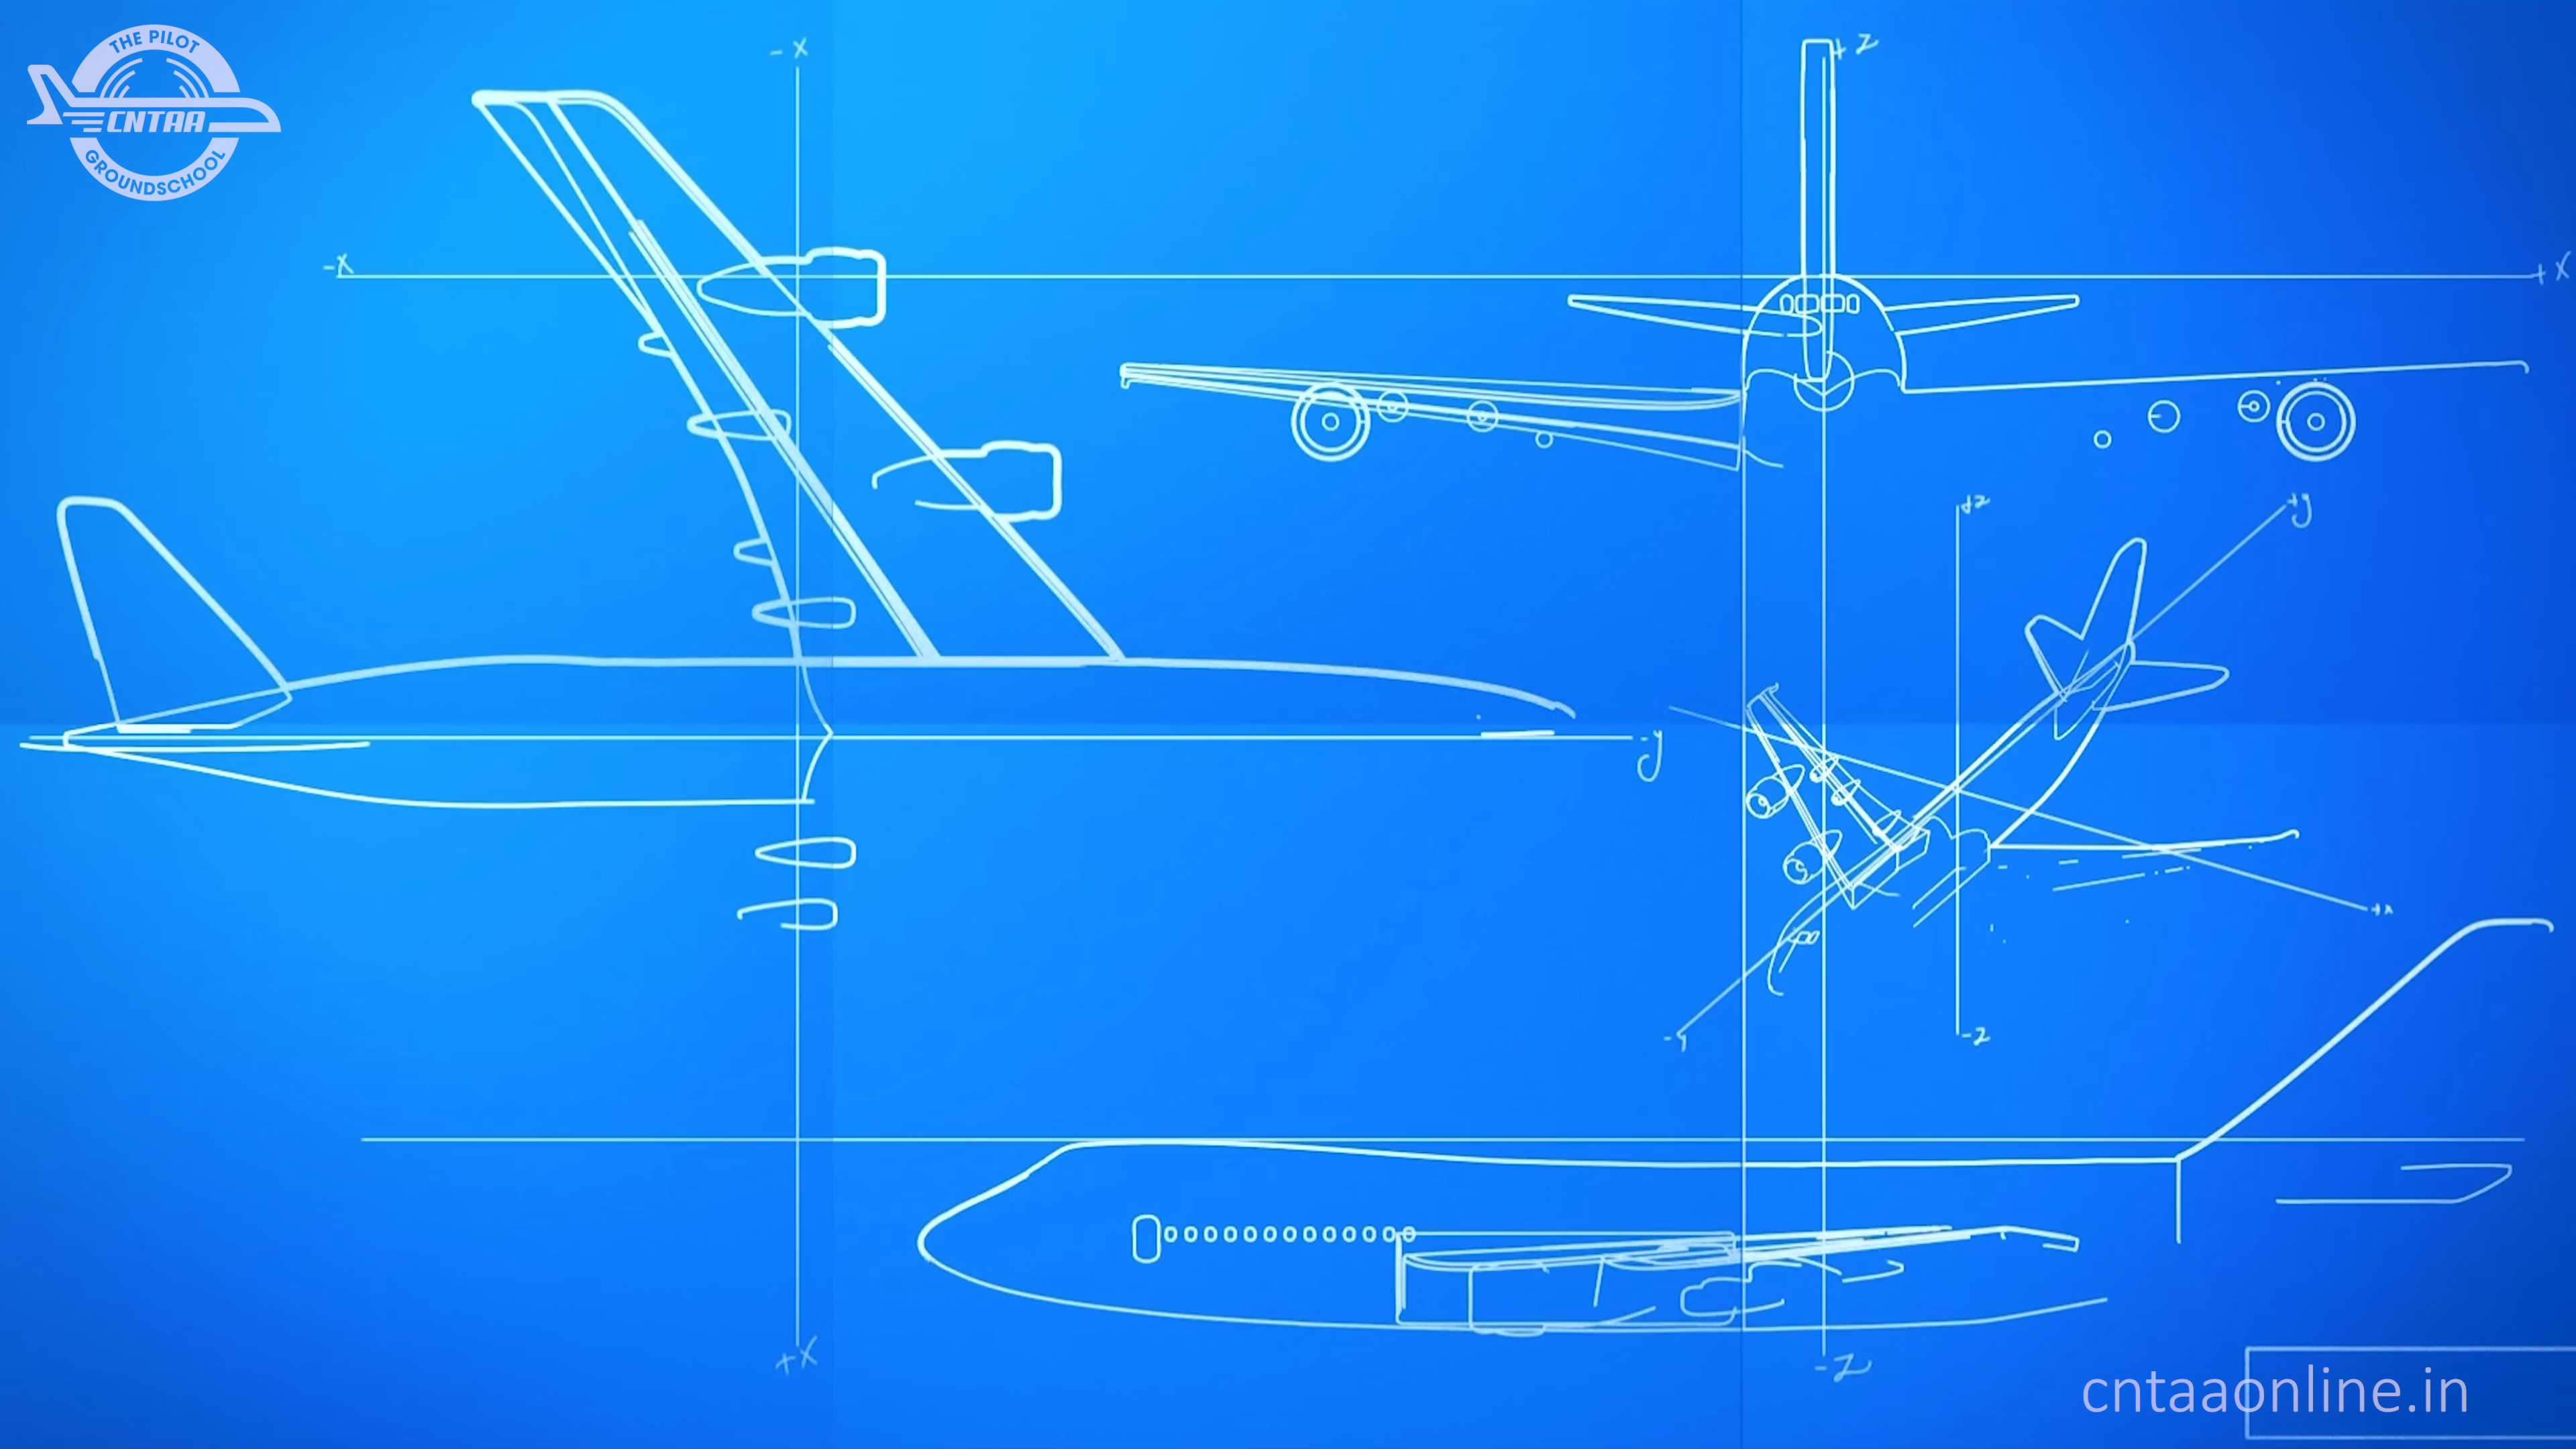 THE PILOT
CNTAA
GROUNDSCHOOL
- X
+ Z
-X
+ X
+z
+y
-y
+x
-y
-z
+X
-Z
cntaaonline.in